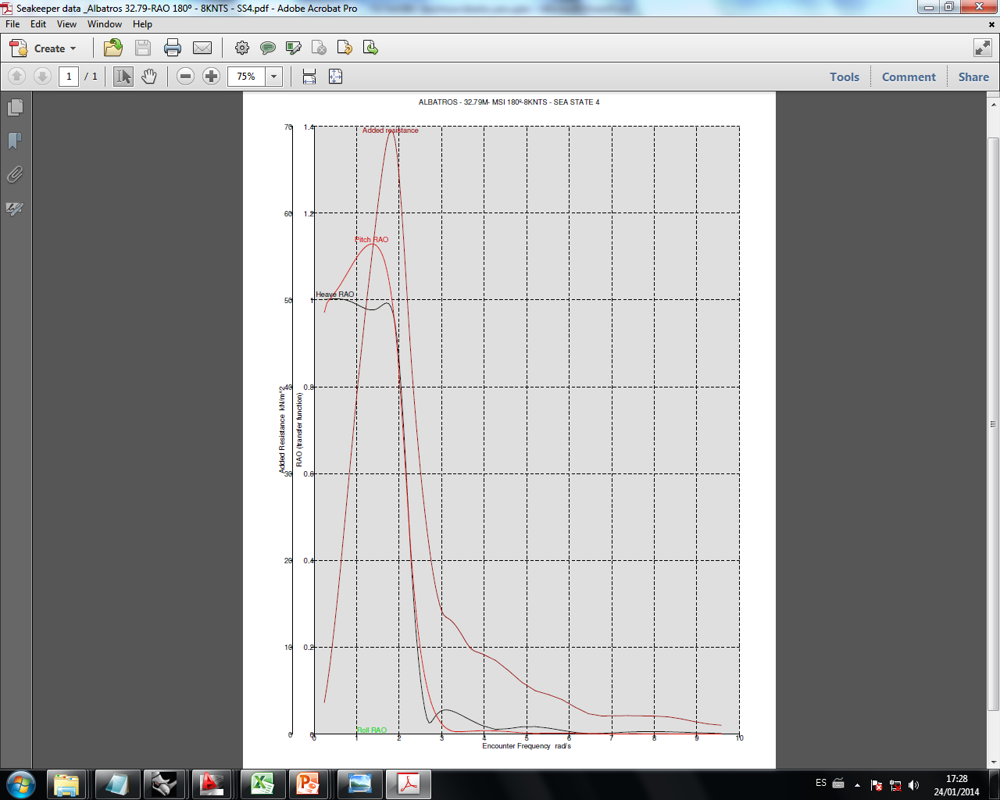 Seakeeper data _Albatros 32.79-RAO 180º - 8KNTS - SS4.pdf - Adobe Acrobat Pro
File Edit View Window Help
Create
1 / 1 75% Tools Comment Share
ALBATROS - 32.79M- MSI 180º-8KNTS - SEA STATE 4
70 1.4
Added resistance
60 1.2
Pitch RAO
Heave RAO
50 1
40 0.8
Added Resistance kN/m^2
RAO (transfer function)
30 0.6
20 0.4
10 0.2
Roll RAO
0 0
0 1 2 3 4 5 6 7 8 9 10
Encounter Frequency rad/s
ES 17:28
24/01/2014